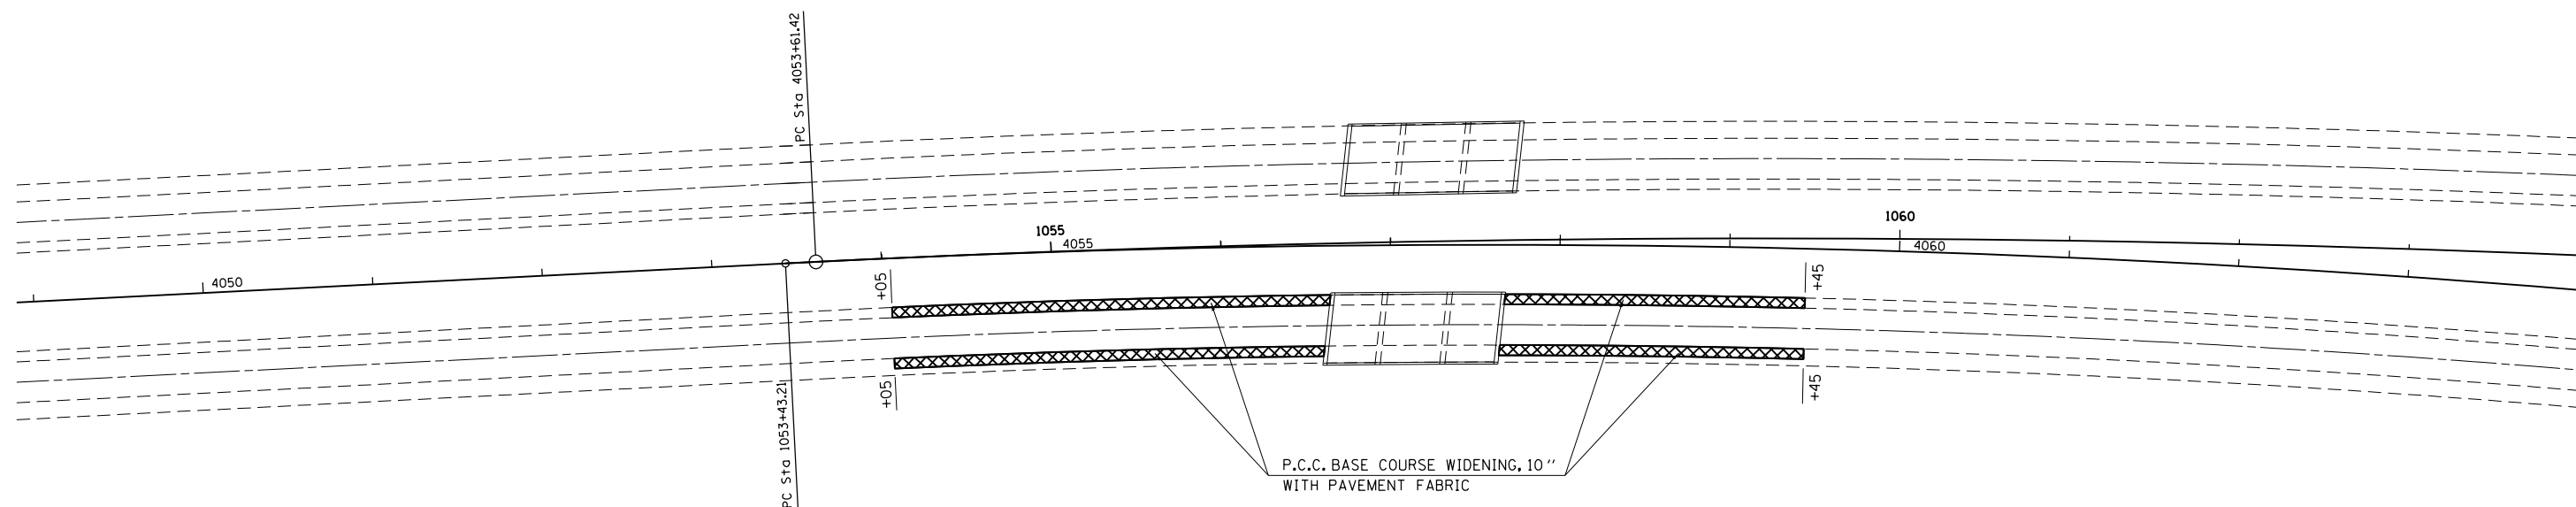 PC Sta 4053+61.42
1060
1055
4055
4060
4050
+05
+45
+05
+45
PC Sta 1053+43.21
P.C.C. BASE COURSE WIDENING, 10"
WITH PAVEMENT FABRIC